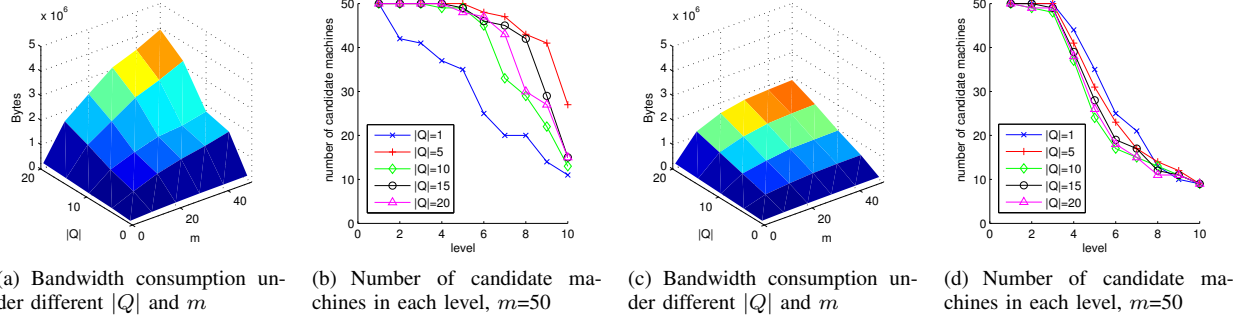 x 10^6
5
4
3
2
1
0
Bytes
20
10
0
|Q|
0
20
40
m
50
40
30
20
10
0
number of candidate machines
|Q|=1
|Q|=5
|Q|=10
|Q|=15
|Q|=20
0 2 4 6 8 10
level
x 10^6
5
4
3
2
1
0
Bytes
20
10
0
|Q|
0
20
40
m
50
40
30
20
10
0
number of candidate machines
|Q|=1
|Q|=5
|Q|=10
|Q|=15
|Q|=20
0 2 4 6 8 10
level
(a) Bandwidth consumption un-
der different |Q| and m
(b) Number of candidate ma-
chines in each level, m=50
(c) Bandwidth consumption un-
der different |Q| and m
(d) Number of candidate ma-
chines in each level, m=50